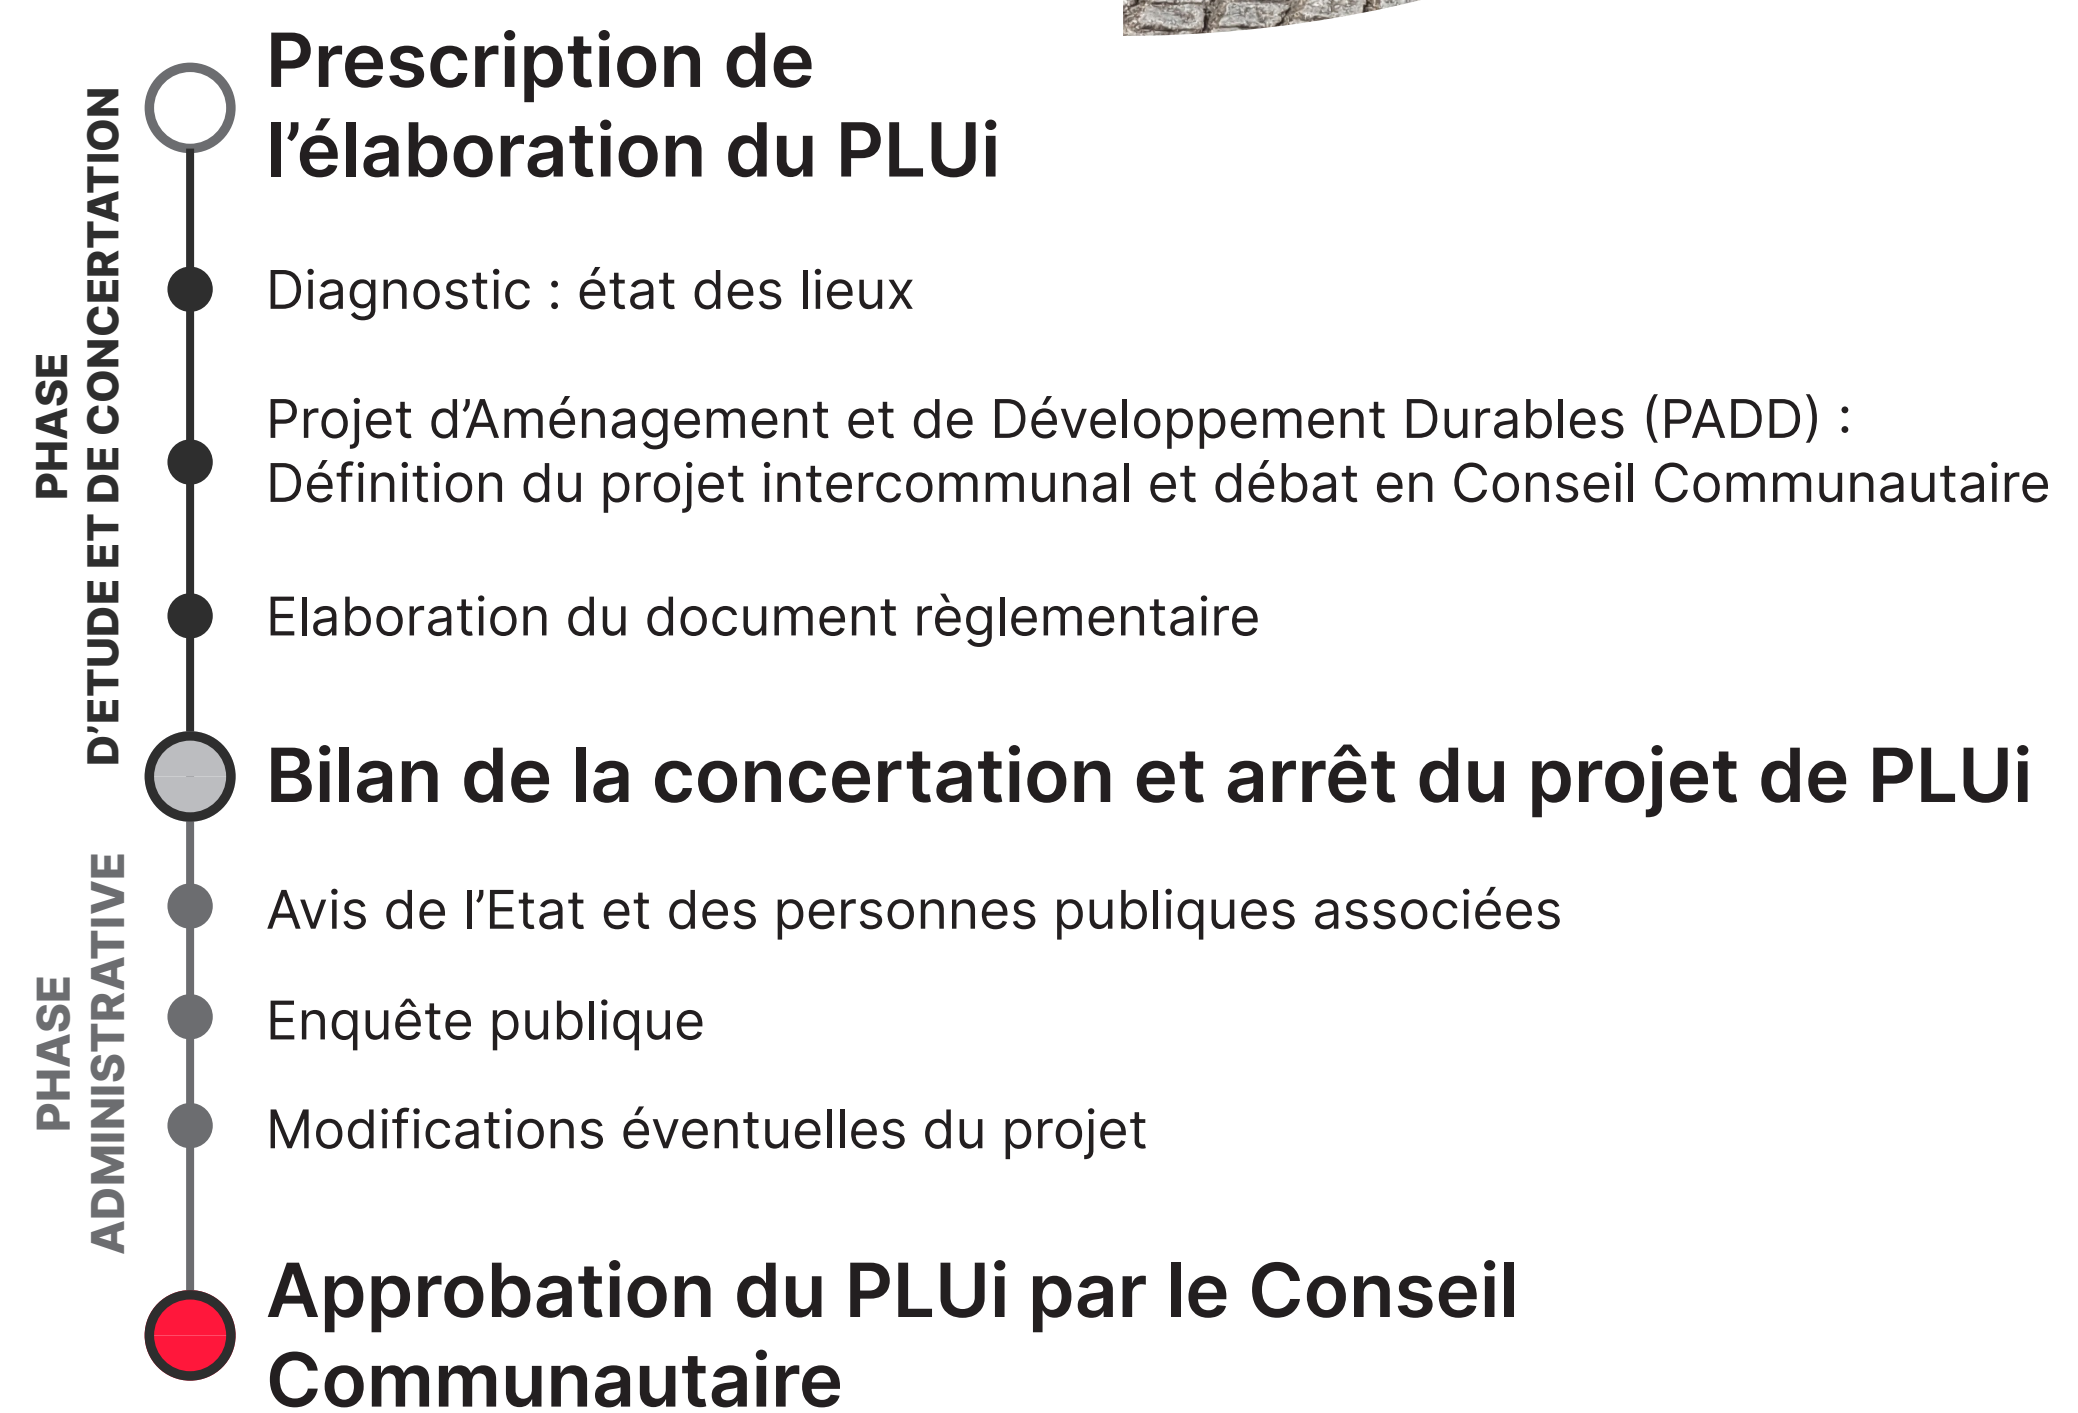 Prescription de
l’élaboration du PLUi
PHASE
D’ETUDE ET DE CONCERTATION
Diagnostic : état des lieux
Projet d’Aménagement et de Développement Durables (PADD) :
Définition du projet intercommunal et débat en Conseil Communautaire
Elaboration du document règlementaire
Bilan de la concertation et arrêt du projet de PLUi
PHASE
ADMINISTRATIVE
Avis de l’Etat et des personnes publiques associées
Enquête publique
Modifications éventuelles du projet
Approbation du PLUi par le Conseil
Communautaire